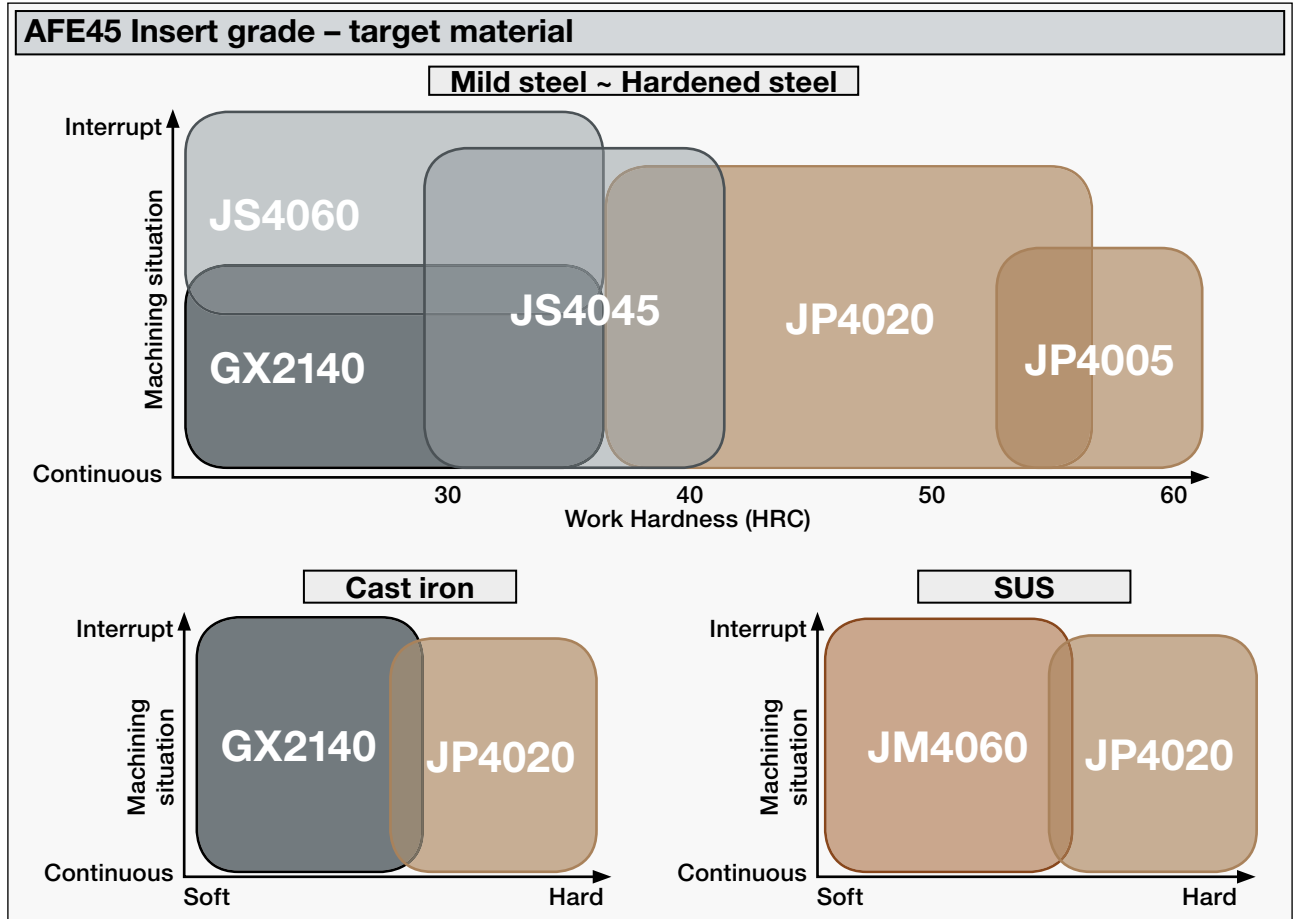 AFE45 Insert grade – target material
Mild steel ~ Hardened steel
Interrupt
Machining situation
Continuous
JS4060
GX2140
JS4045
JP4020
JP4005
30
40
50
60
Work Hardness (HRC)
Cast iron
Interrupt
Machining
situation
Continuous
GX2140
JP4020
Soft
Hard
SUS
Interrupt
Machining
situation
Continuous
JM4060
JP4020
Soft
Hard